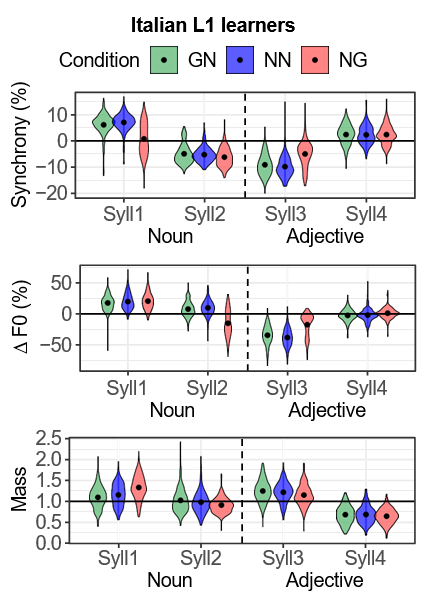 Italian L1 learners
Condition GN NN NG
Synchrony (%)
10
0
−10
−20
Syll1 Syll2 Syll3 Syll4
Noun Adjective
Δ F0 (%)
50
0
−50
Syll1 Syll2 Syll3 Syll4
Noun Adjective
Mass
2.5
2.0
1.5
1.0
0.5
0.0
Syll1 Syll2 Syll3 Syll4
Noun Adjective